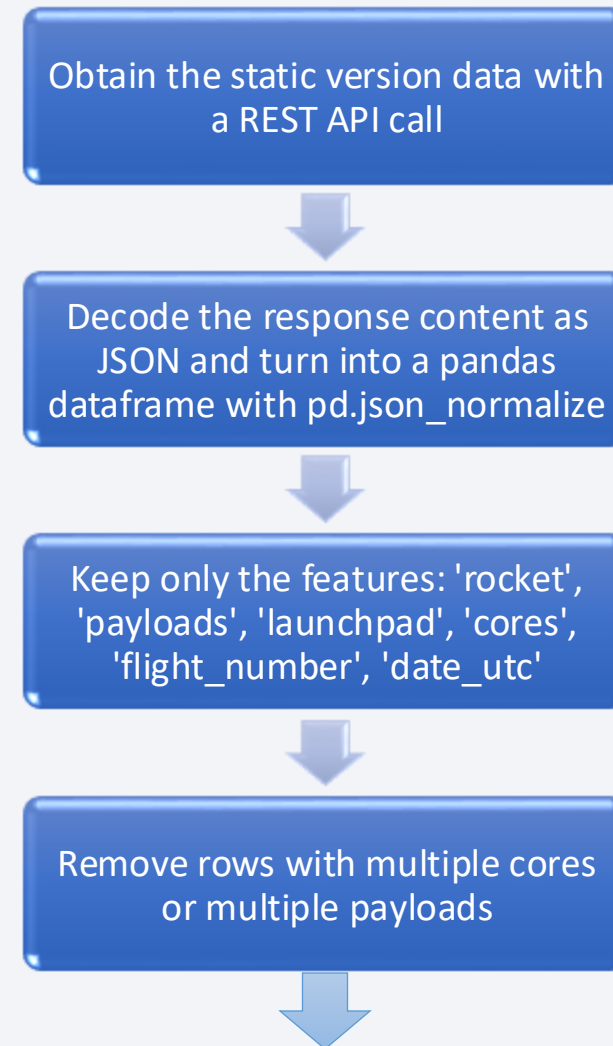 Obtain the static version data with
a REST API call
Decode the response content as
JSON and turn into a pandas
dataframe with pd.json_normalize
Keep only the features: 'rocket',
'payloads', 'launchpad', 'cores',
'flight_number', 'date_utc'
Remove rows with multiple cores
or multiple payloads